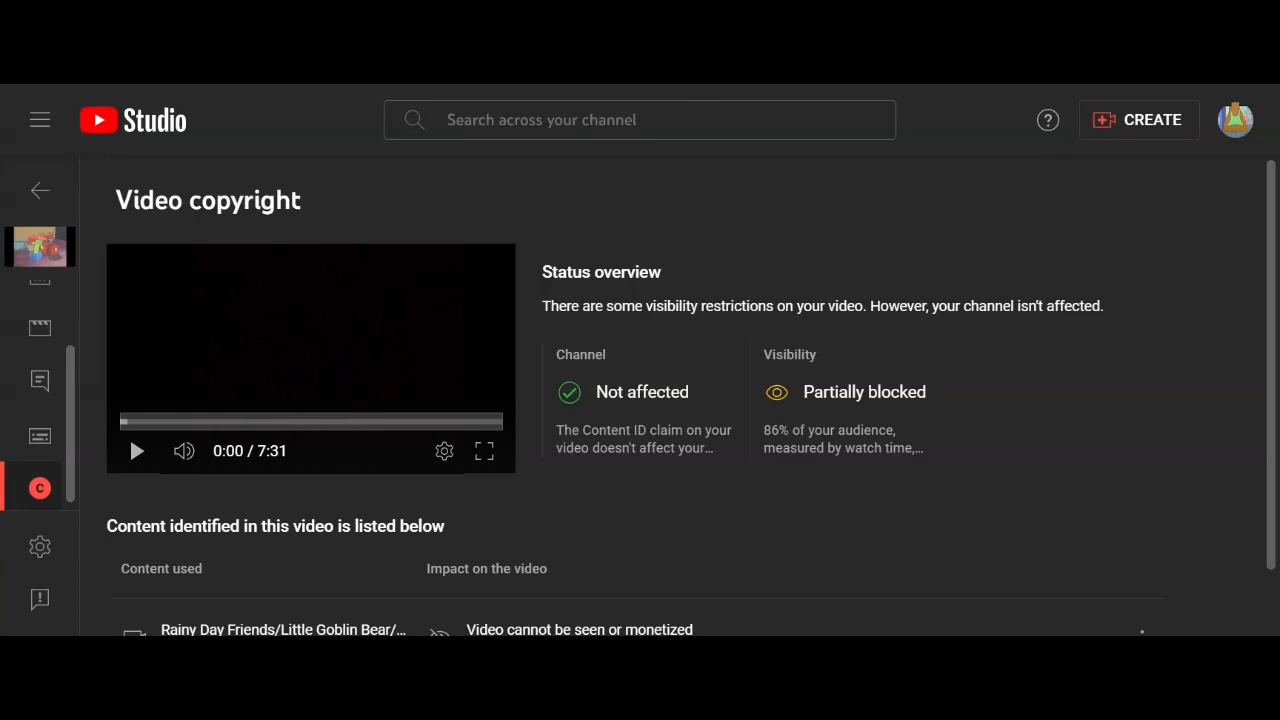 Studio
Search across your channel
?
CREATE
Video copyright
Status overview
There are some visibility restrictions on your video. However, your channel isn't affected.
Channel
Visibility
Not affected
Partially blocked
The Content ID claim on your
video doesn't affect your...
86% of your audience,
measured by watch time,...
0:00 / 7:31
C
Content identified in this video is listed below
Content used
Impact on the video
Rainy Day Friends/Little Goblin Bear/...
Video cannot be seen or monetized